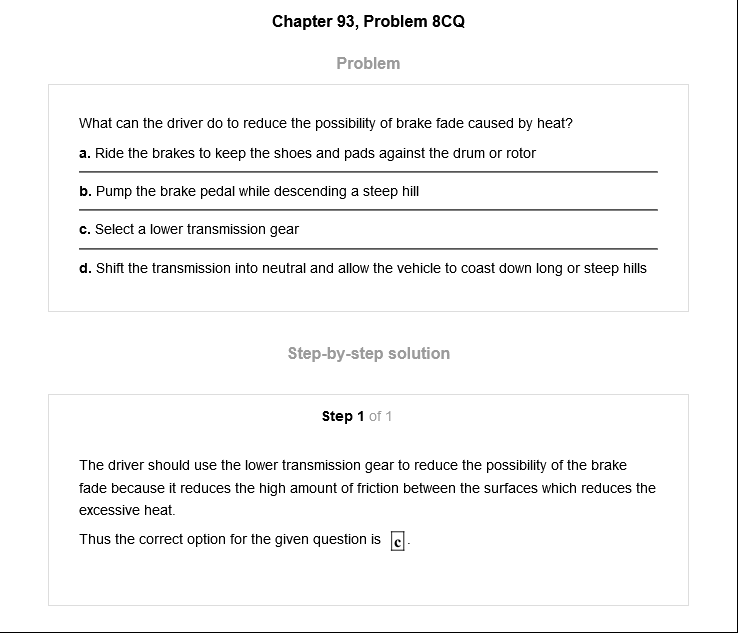 Chapter 93, Problem 8CQ
Problem
What can the driver do to reduce the possibility of brake fade caused by heat?
a. Ride the brakes to keep the shoes and pads against the drum or rotor
b. Pump the brake pedal while descending a steep hill
c. Select a lower transmission gear
d. Shift the transmission into neutral and allow the vehicle to coast down long or steep hills
Step-by-step solution
Step 1 of 1
The driver should use the lower transmission gear to reduce the possibility of the brake
fade because it reduces the high amount of friction between the surfaces which reduces the
excessive heat.
Thus the correct option for the given question is c.